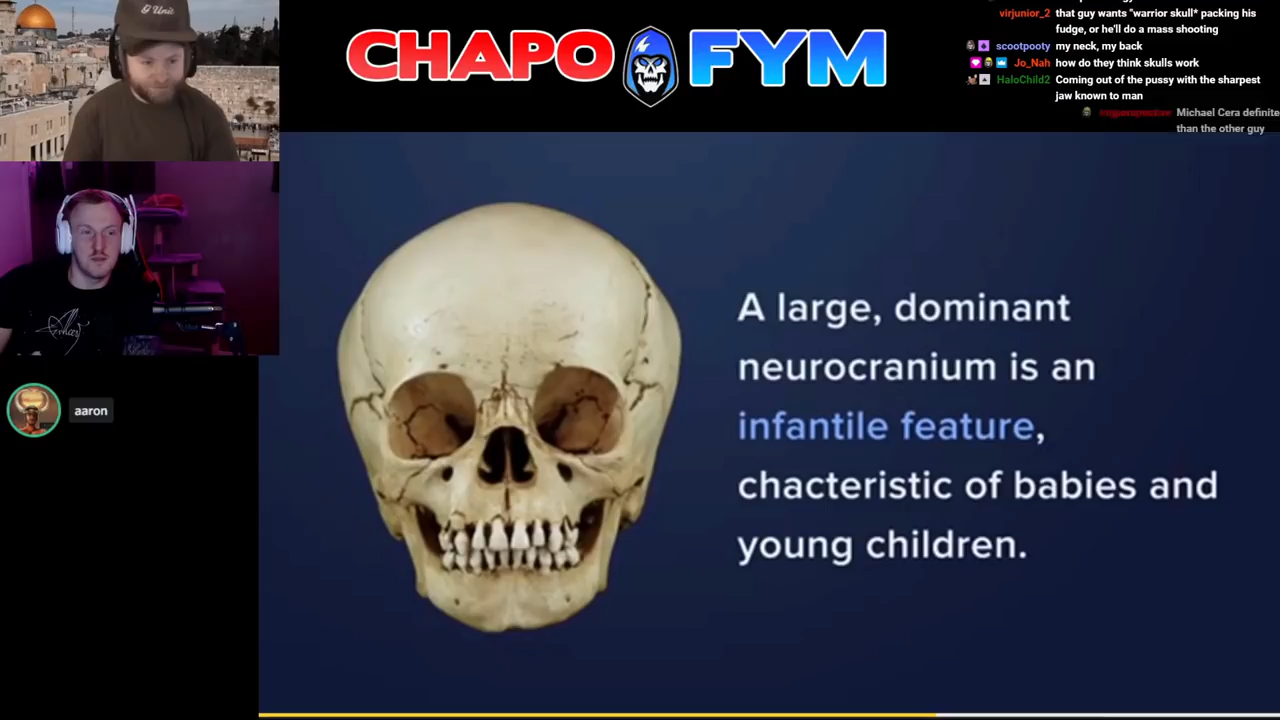 G Unit
CHAPO FYM
virjunior_2 that guy wants "warrior skull* packing his
fudge, or he'll do a mass shooting
scootpooty my neck, my back
Jo_Nah how do they think skulls work
HaloChild2 Coming out of the pussy with the sharpest
jaw known to man
Michael Cera definite
than the other guy
A large, dominant
neurocranium is an
infantile feature,
chacteristic of babies and
young children.
aaron